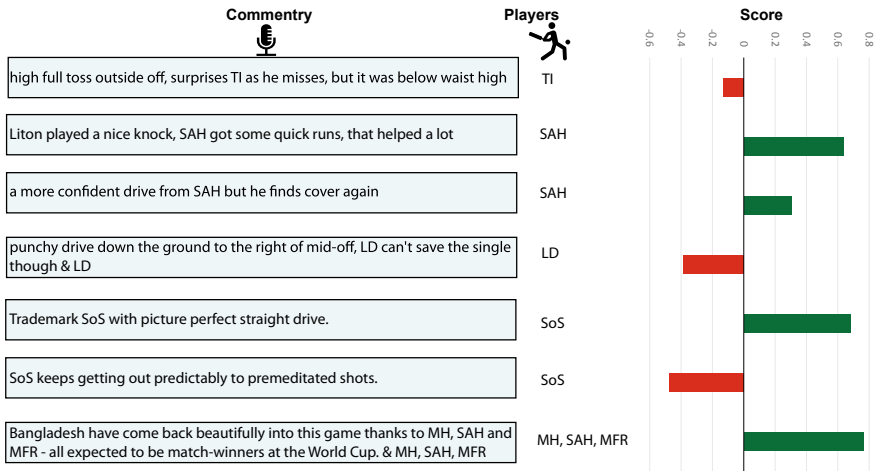 Commentry Players Score
-0.6 -0.4 -0.2 0 0.2 0.4 0.6 0.8
high full toss outside off, surprises TI as he misses, but it was below waist high
TI
Liton played a nice knock, SAH got some quick runs, that helped a lot
SAH
a more confident drive from SAH but he finds cover again
SAH
punchy drive down the ground to the right of mid-off, LD can't save the single
though & LD
LD
Trademark SoS with picture perfect straight drive.
SoS
SoS keeps getting out predictably to premeditated shots.
SoS
Bangladesh have come back beautifully into this game thanks to MH, SAH and
MFR - all expected to be match-winners at the World Cup. & MH, SAH, MFR
MH, SAH, MFR